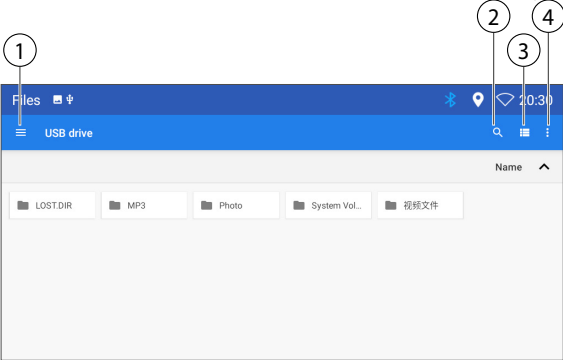 2
4
1
3
Files
20:30
USB drive
Name
LOST.DIR
MP3
Photo
System Vol...
视频文件